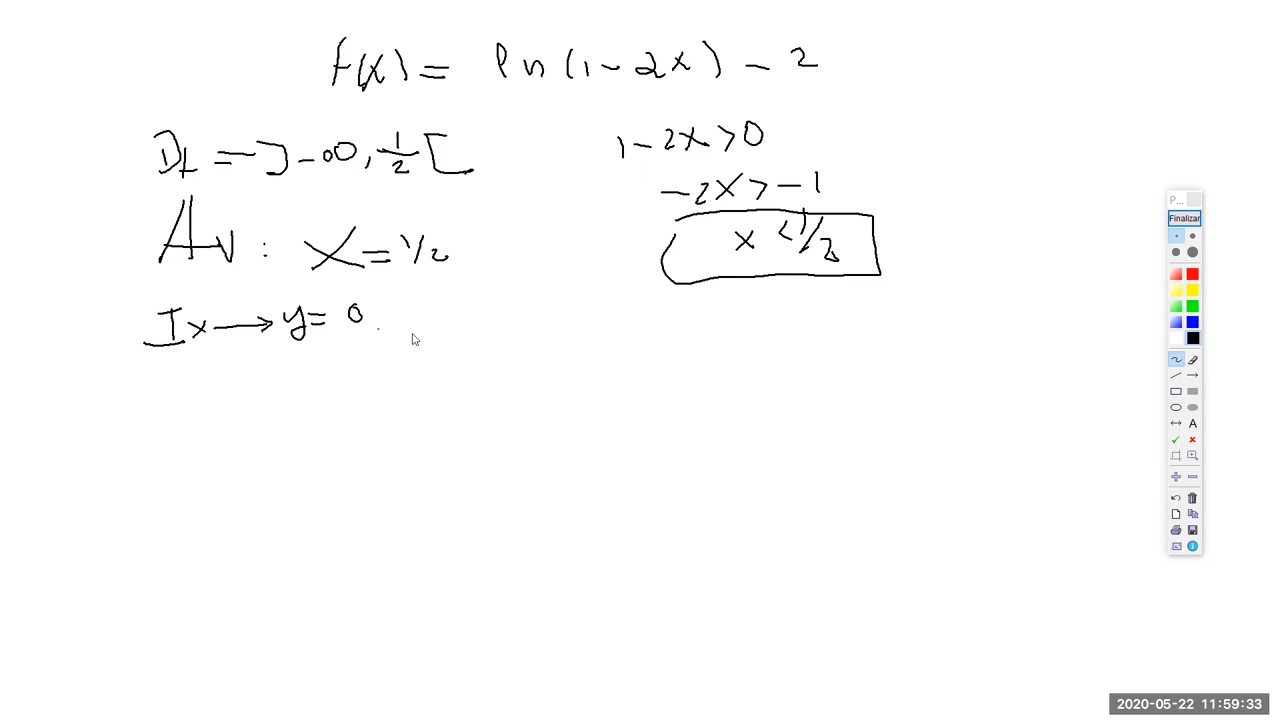 f(x) = ln(1-2x) - 2
Df = ]-∞, 1/2[
1-2x>0
-2x>-1
x < 1/2
Av : x = 1/2
Ix → y = 0
P...
Finalizar
A
2020-05-22 11:59:33